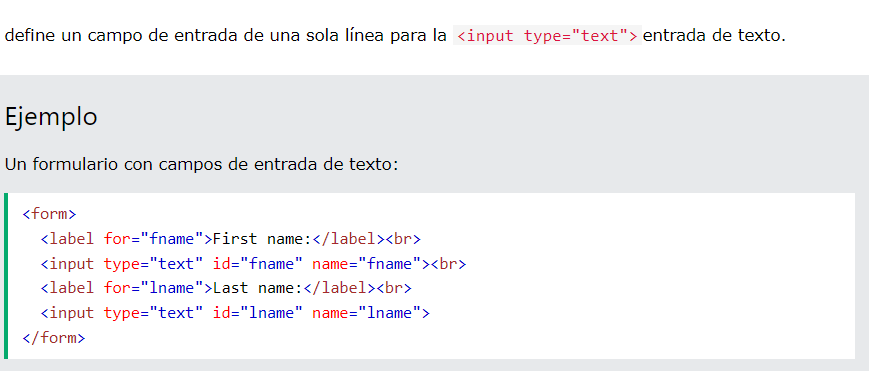 define un campo de entrada de una sola línea para la <input type="text"> entrada de texto.
Ejemplo
Un formulario con campos de entrada de texto:
<form>
  <label for="fname">First name:</label><br>
  <input type="text" id="fname" name="fname"><br>
  <label for="lname">Last name:</label><br>
  <input type="text" id="lname" name="lname">
</form>